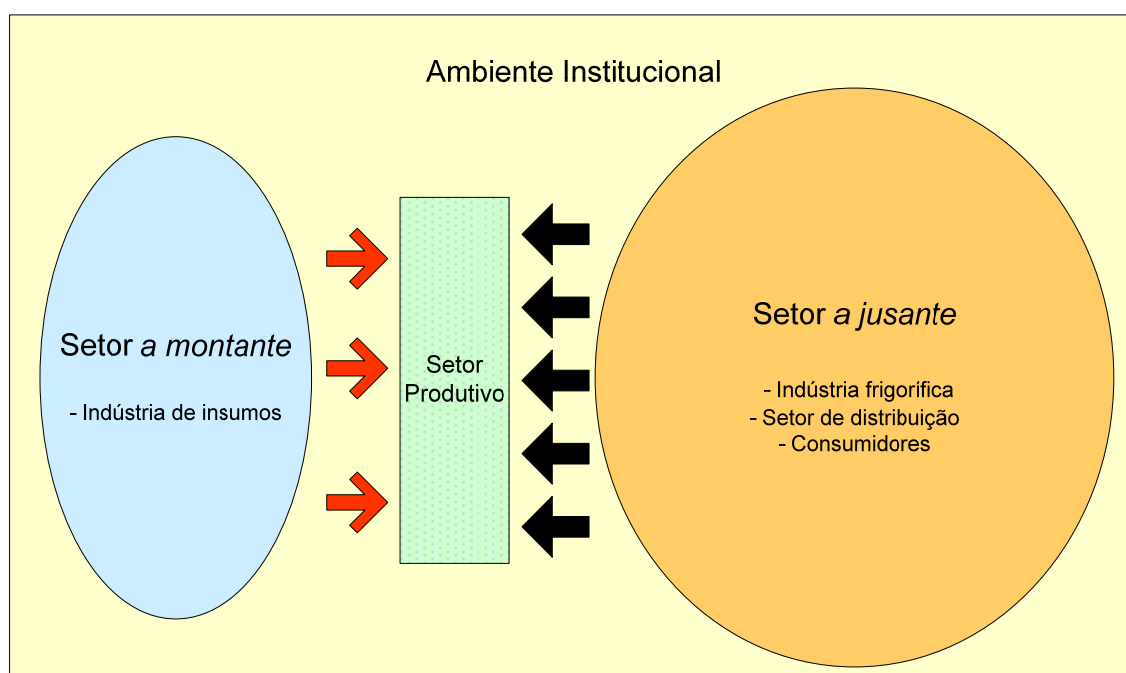 Ambiente Institucional
Setor a montante
- Indústria de insumos
Setor
Produtivo
Setor a jusante
- Indústria frigorífica
- Setor de distribuição
- Consumidores